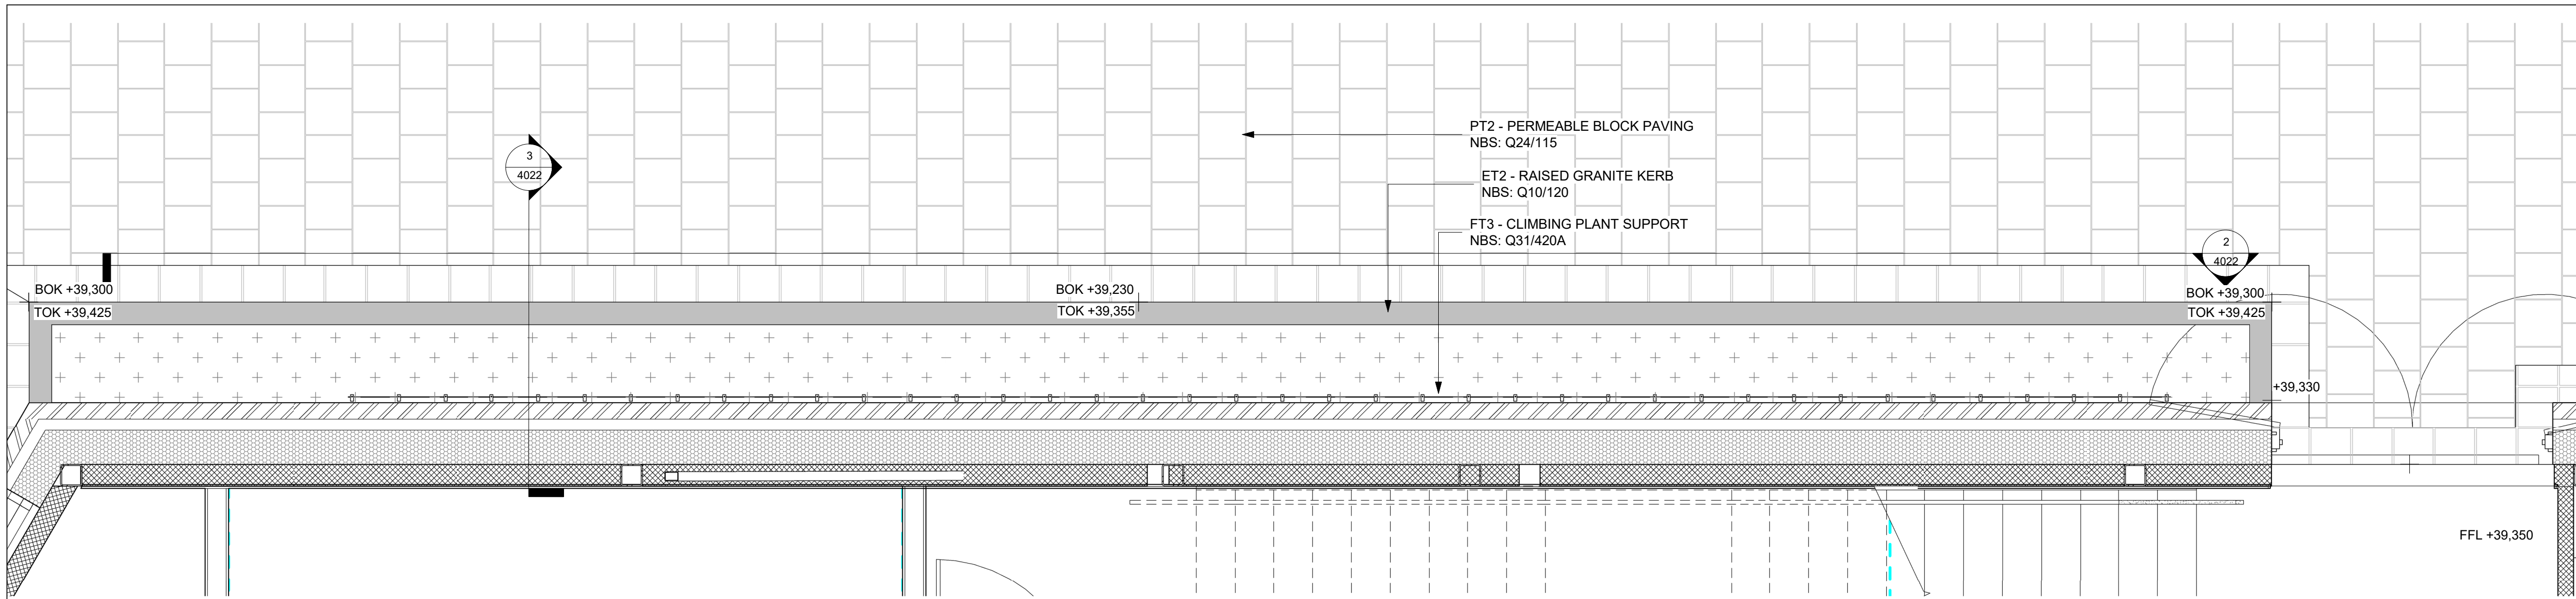 PT2 - PERMEABLE BLOCK PAVING
NBS: Q24/115
3
4022
ET2 - RAISED GRANITE KERB
NBS: Q10/120
FT3 - CLIMBING PLANT SUPPORT
NBS: Q31/420A
2
4022
BOK +39,300
TOK +39,425
BOK +39,230
TOK +39,355
BOK +39,300
TOK +39,425
+39,330
FFL +39,350